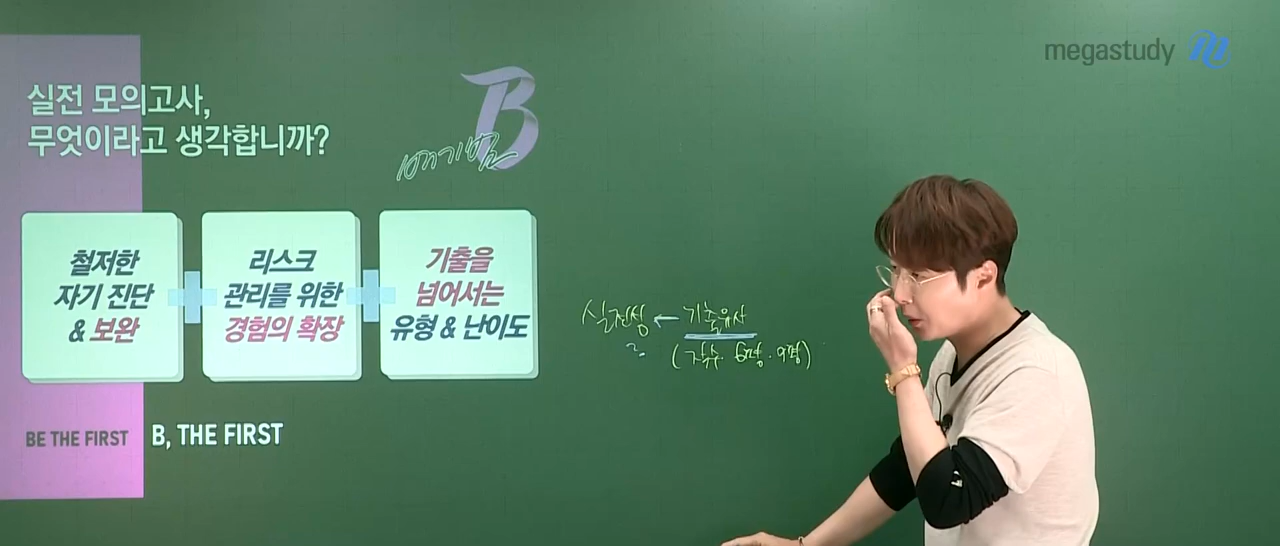 megastudy
실전 모의고사,
무엇이라고 생각합니까?
B
철저한
자기 진단
& 보완
리스크
관리를 위한
경험의 확장
기출을
넘어서는
유형 & 난이도
실전성 ← 기출유사
?
(작수 6평·9평)
BE THE FIRST B, THE FIRST